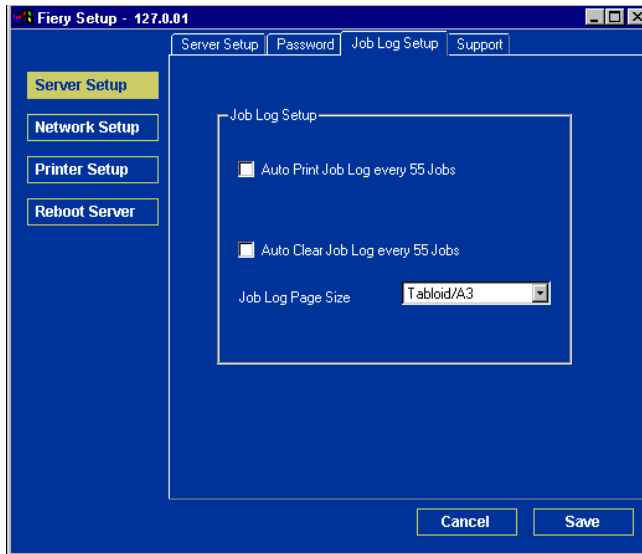 Fiery Setup - 127.0.01
Server Setup Password Job Log Setup Support
Server Setup
Network Setup
Printer Setup
Reboot Server
Job Log Setup
Auto Print Job Log every 55 Jobs
Auto Clear Job Log every 55 Jobs
Job Log Page Size Tabloid/A3
Cancel Save